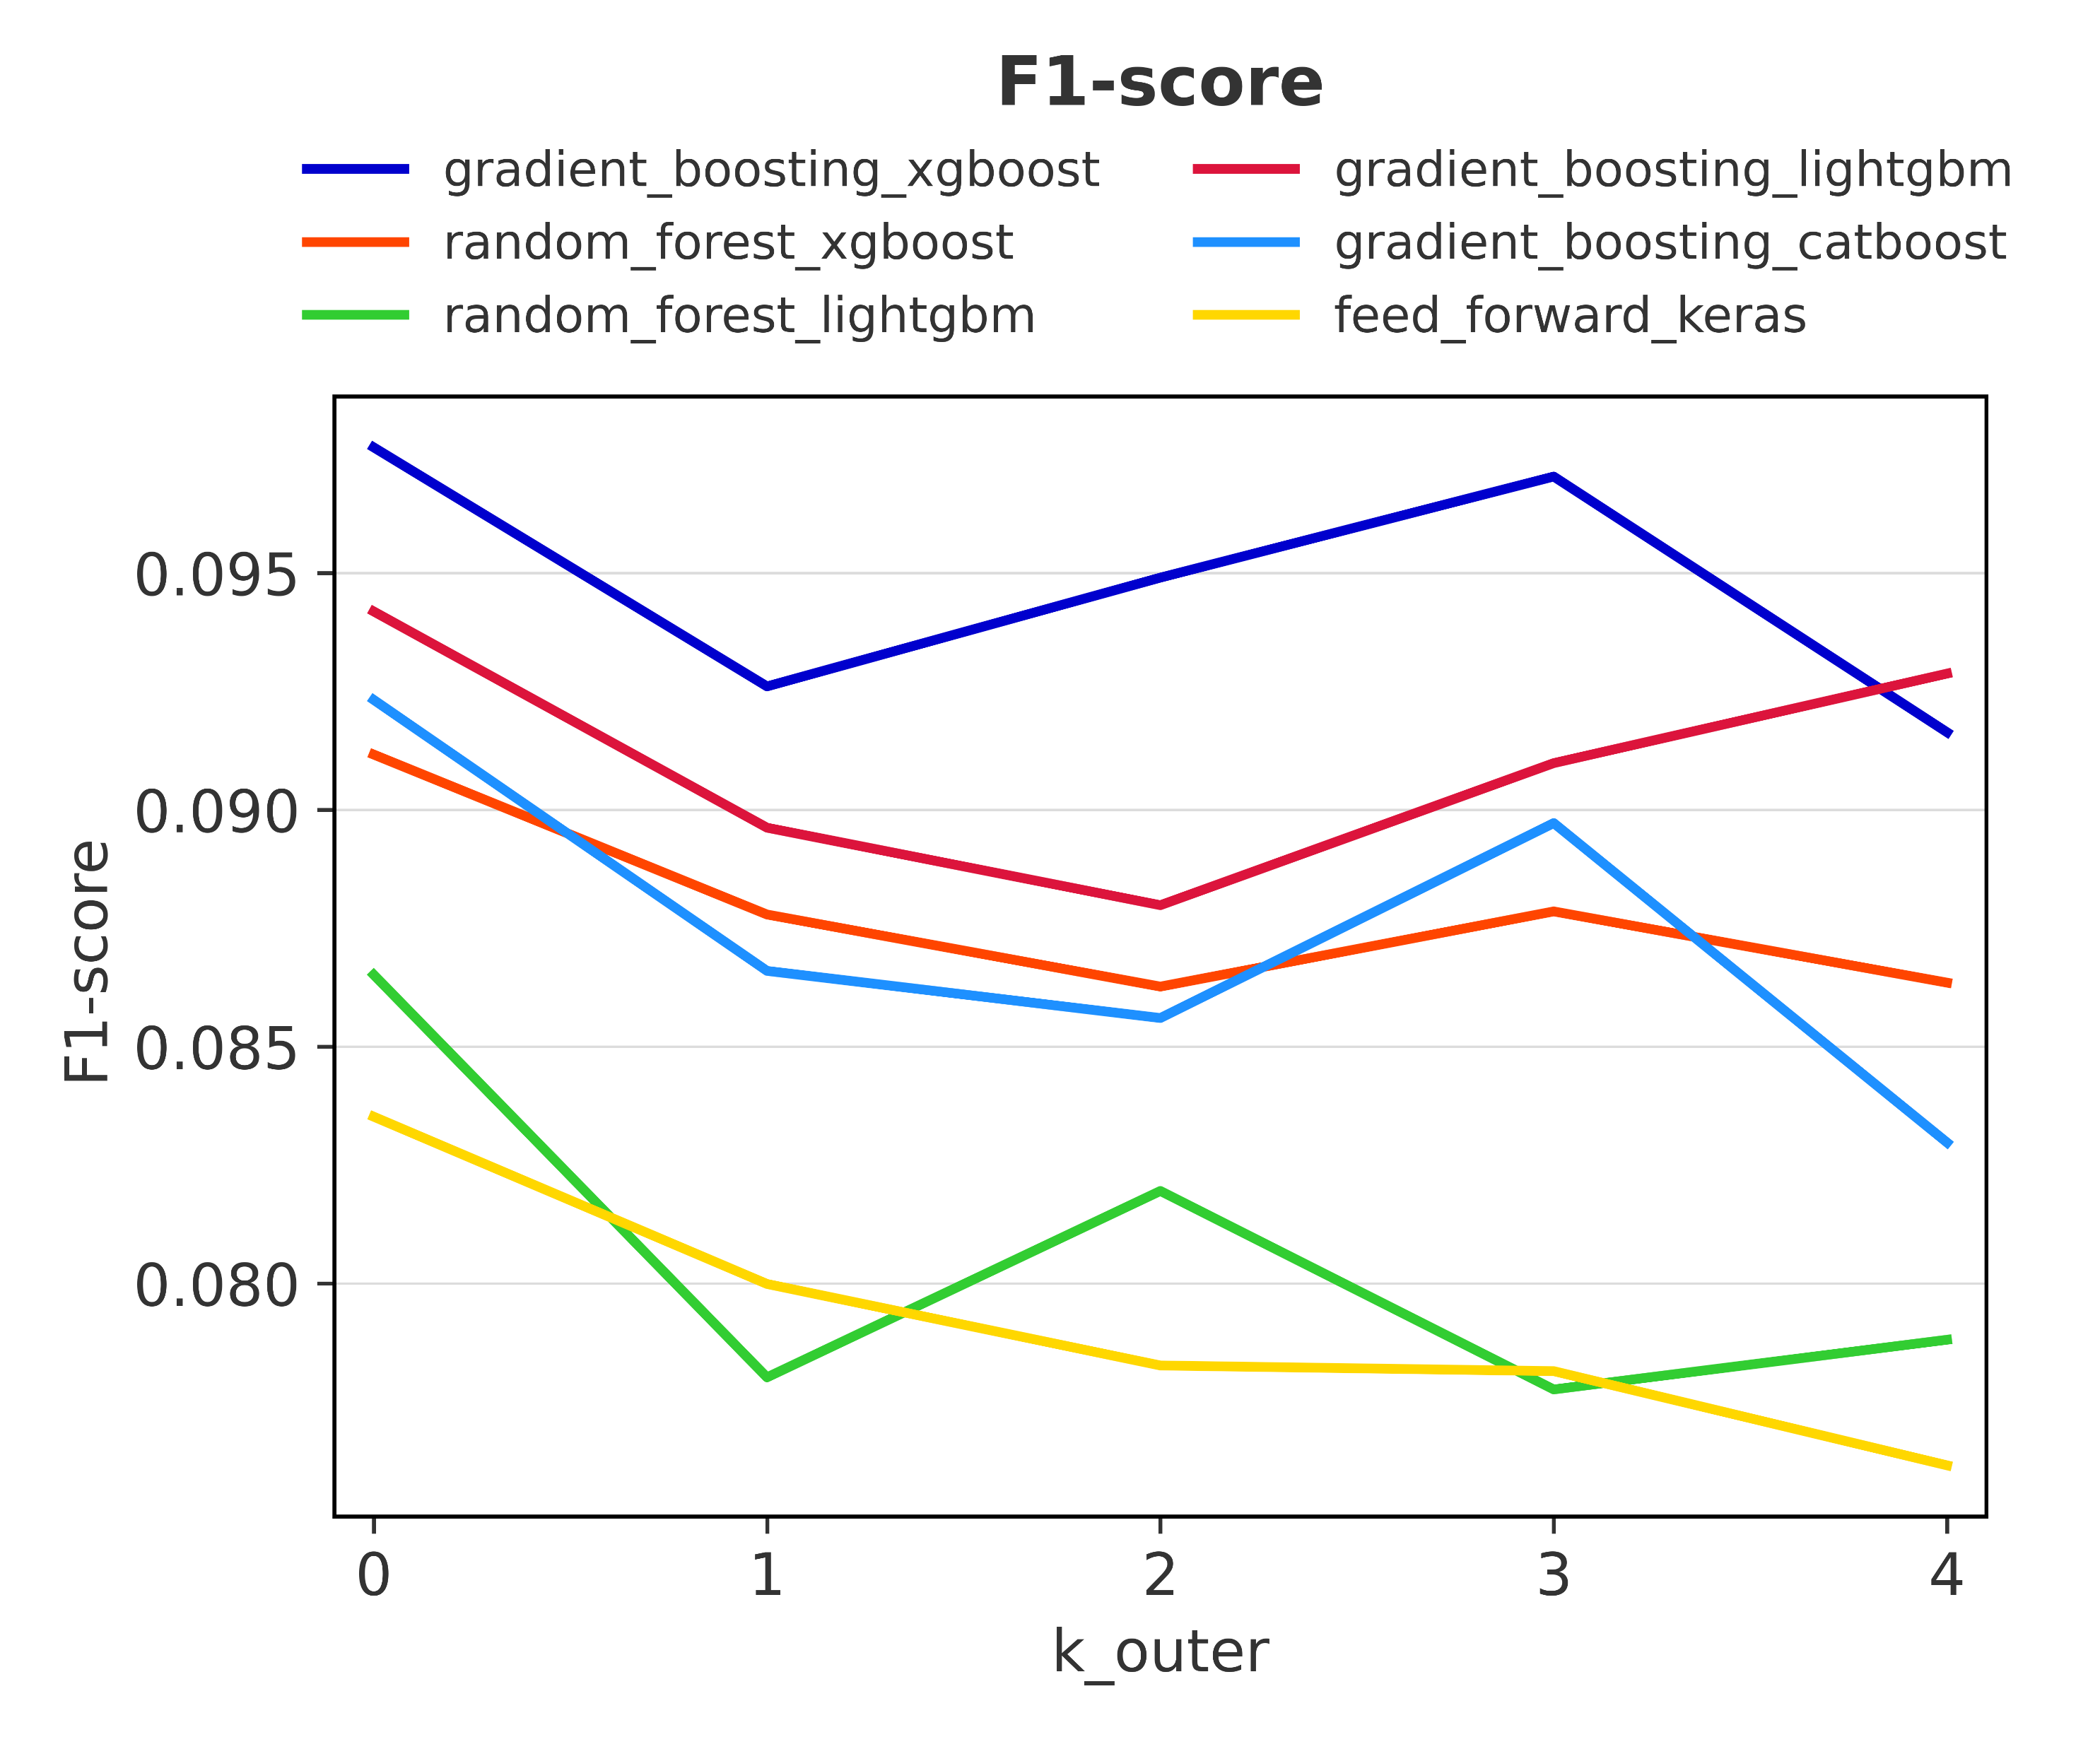 F1-score
gradient_boosting_xgboost
random_forest_xgboost
random_forest_lightgbm
gradient_boosting_lightgbm
gradient_boosting_catboost
feed_forward_keras
F1-score
0.095
0.090
0.085
0.080
0 1 2 3 4
k_outer